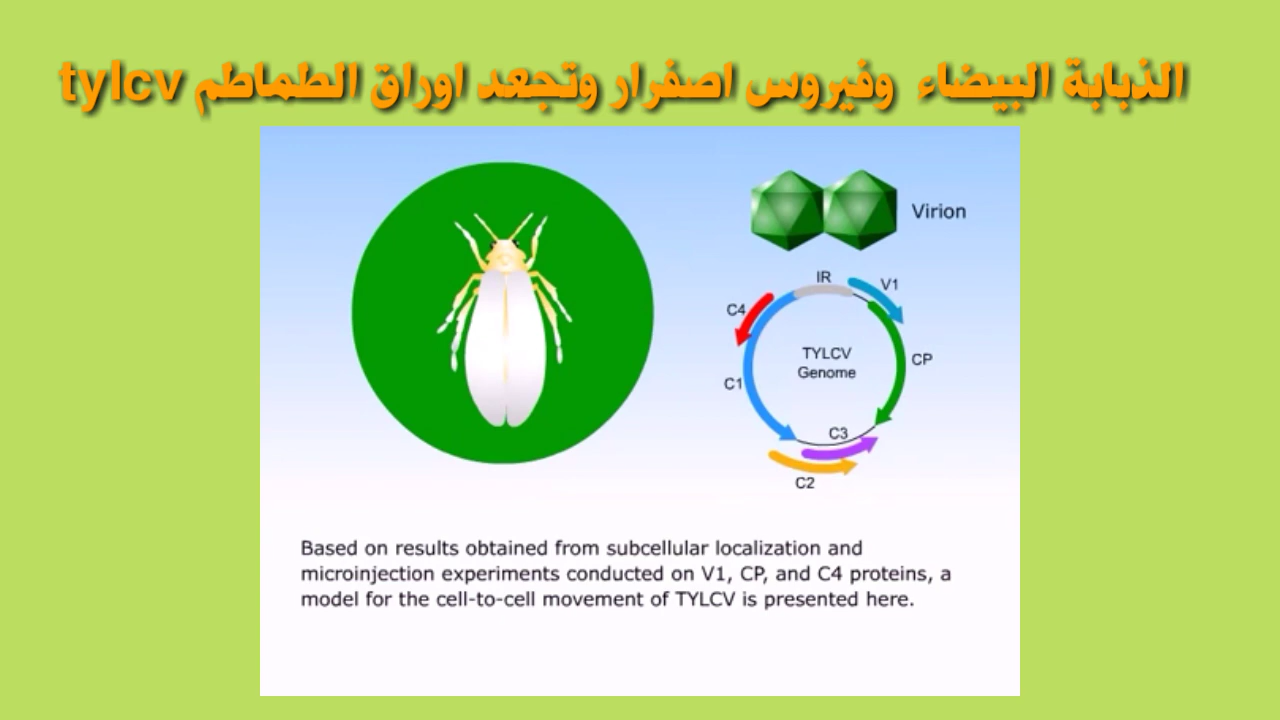 الذبابة البيضاء وفيروس اصفرار وتجعد اوراق الطماطم tylcv
Virion
IR
V1
C4
TYLCV
Genome
CP
C1
C3
C2
Based on results obtained from subcellular localization and
microinjection experiments conducted on V1, CP, and C4 proteins, a
model for the cell-to-cell movement of TYLCV is presented here.